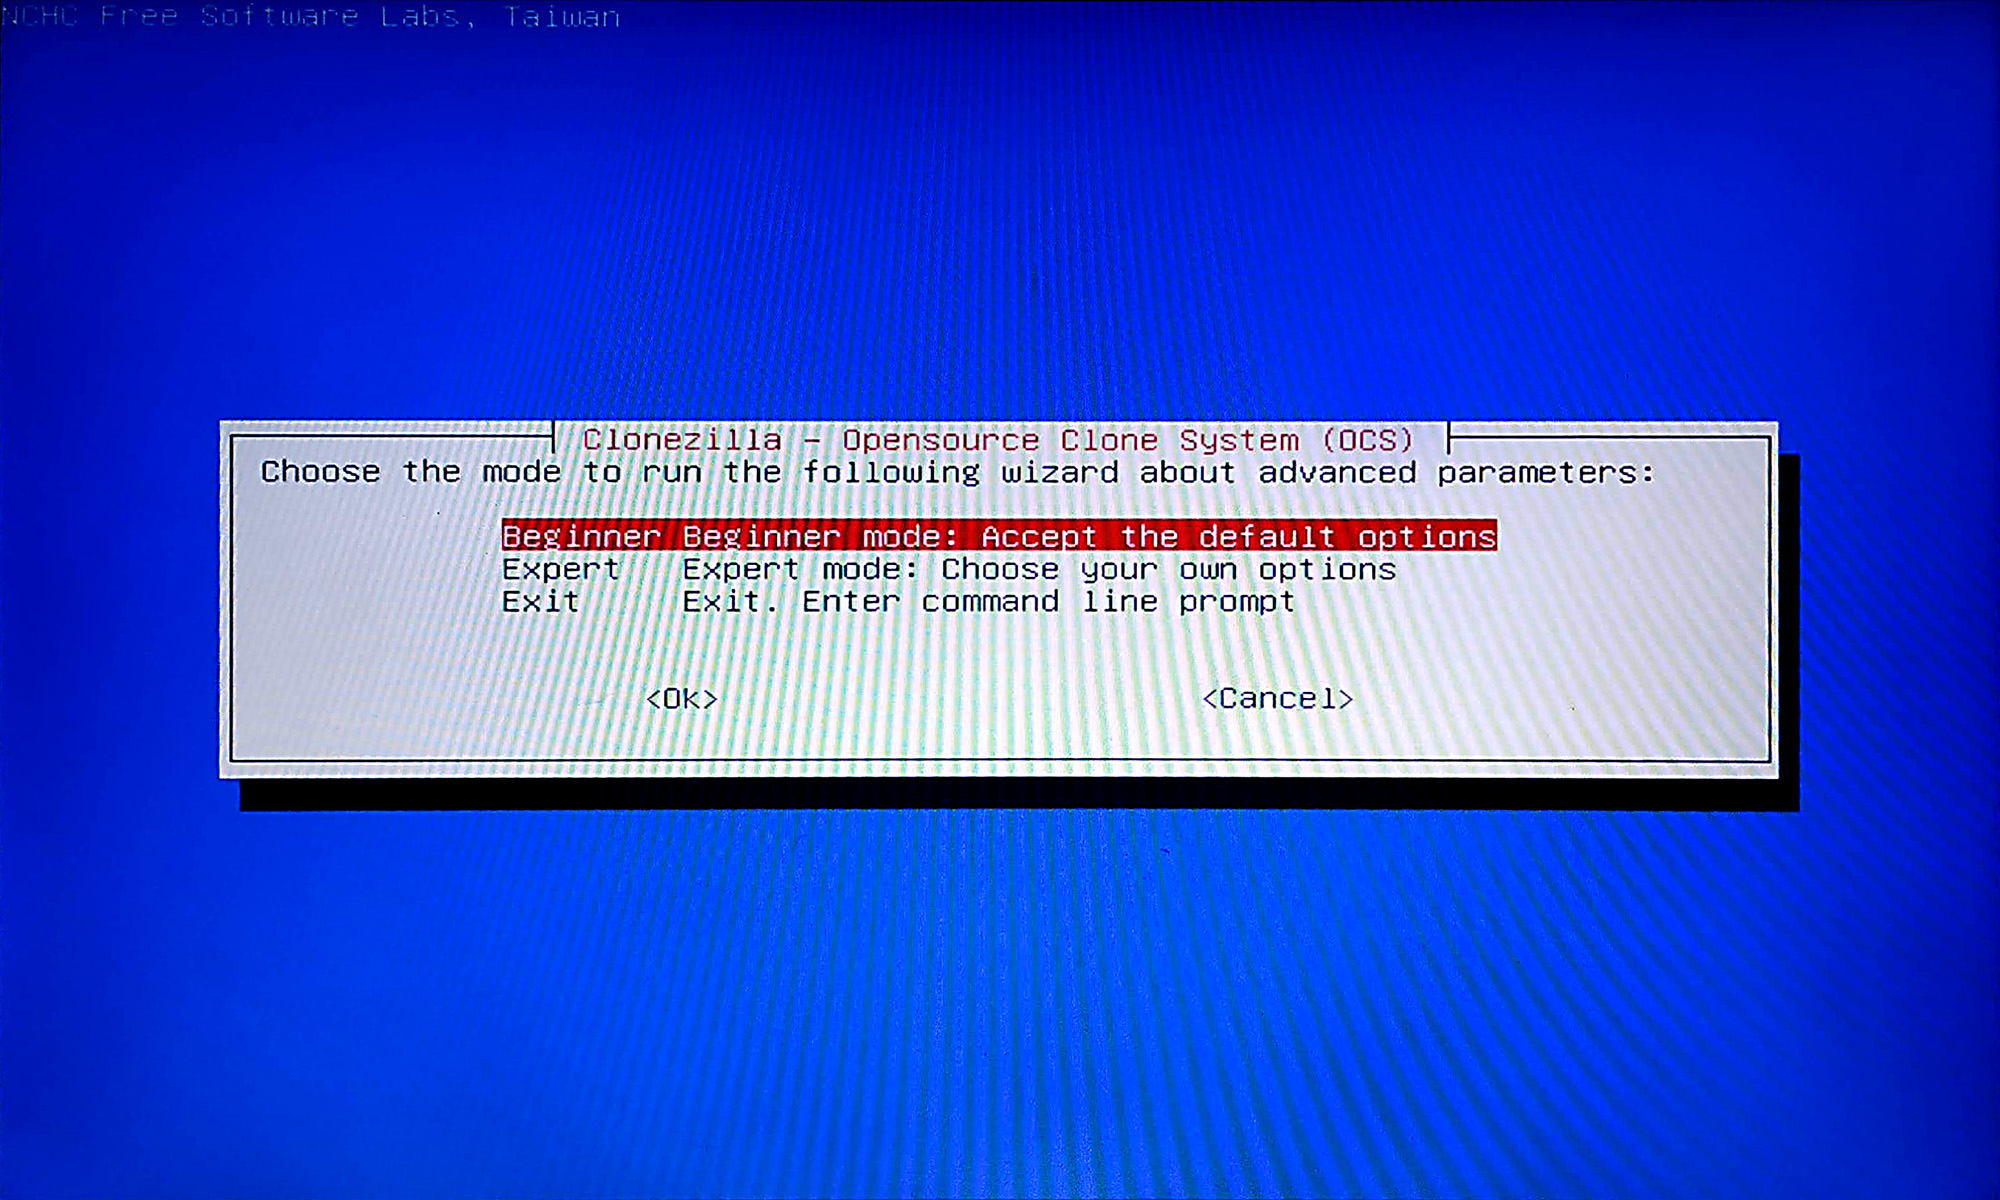 NCHC Free Software Labs, Taiwan
Clonezilla - Opensource Clone System (OCS)
Choose the mode to run the following wizard about advanced parameters:
Beginner Beginner mode: Accept the default options
Expert Expert mode: Choose your own options
Exit Exit. Enter command line prompt
<Ok> <Cancel>